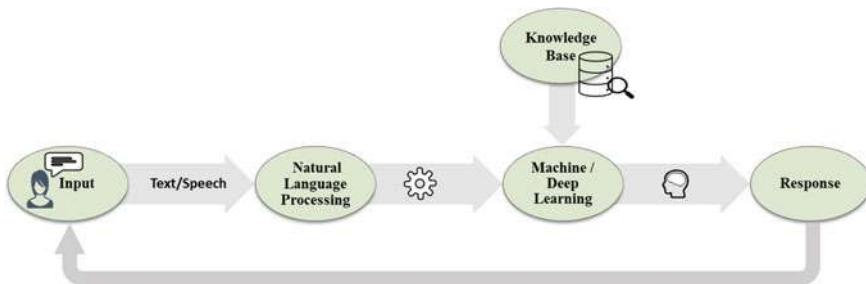 Knowledge
Base
Input
Text/Speech
Natural
Language
Processing
Machine /
Deep
Learning
Response